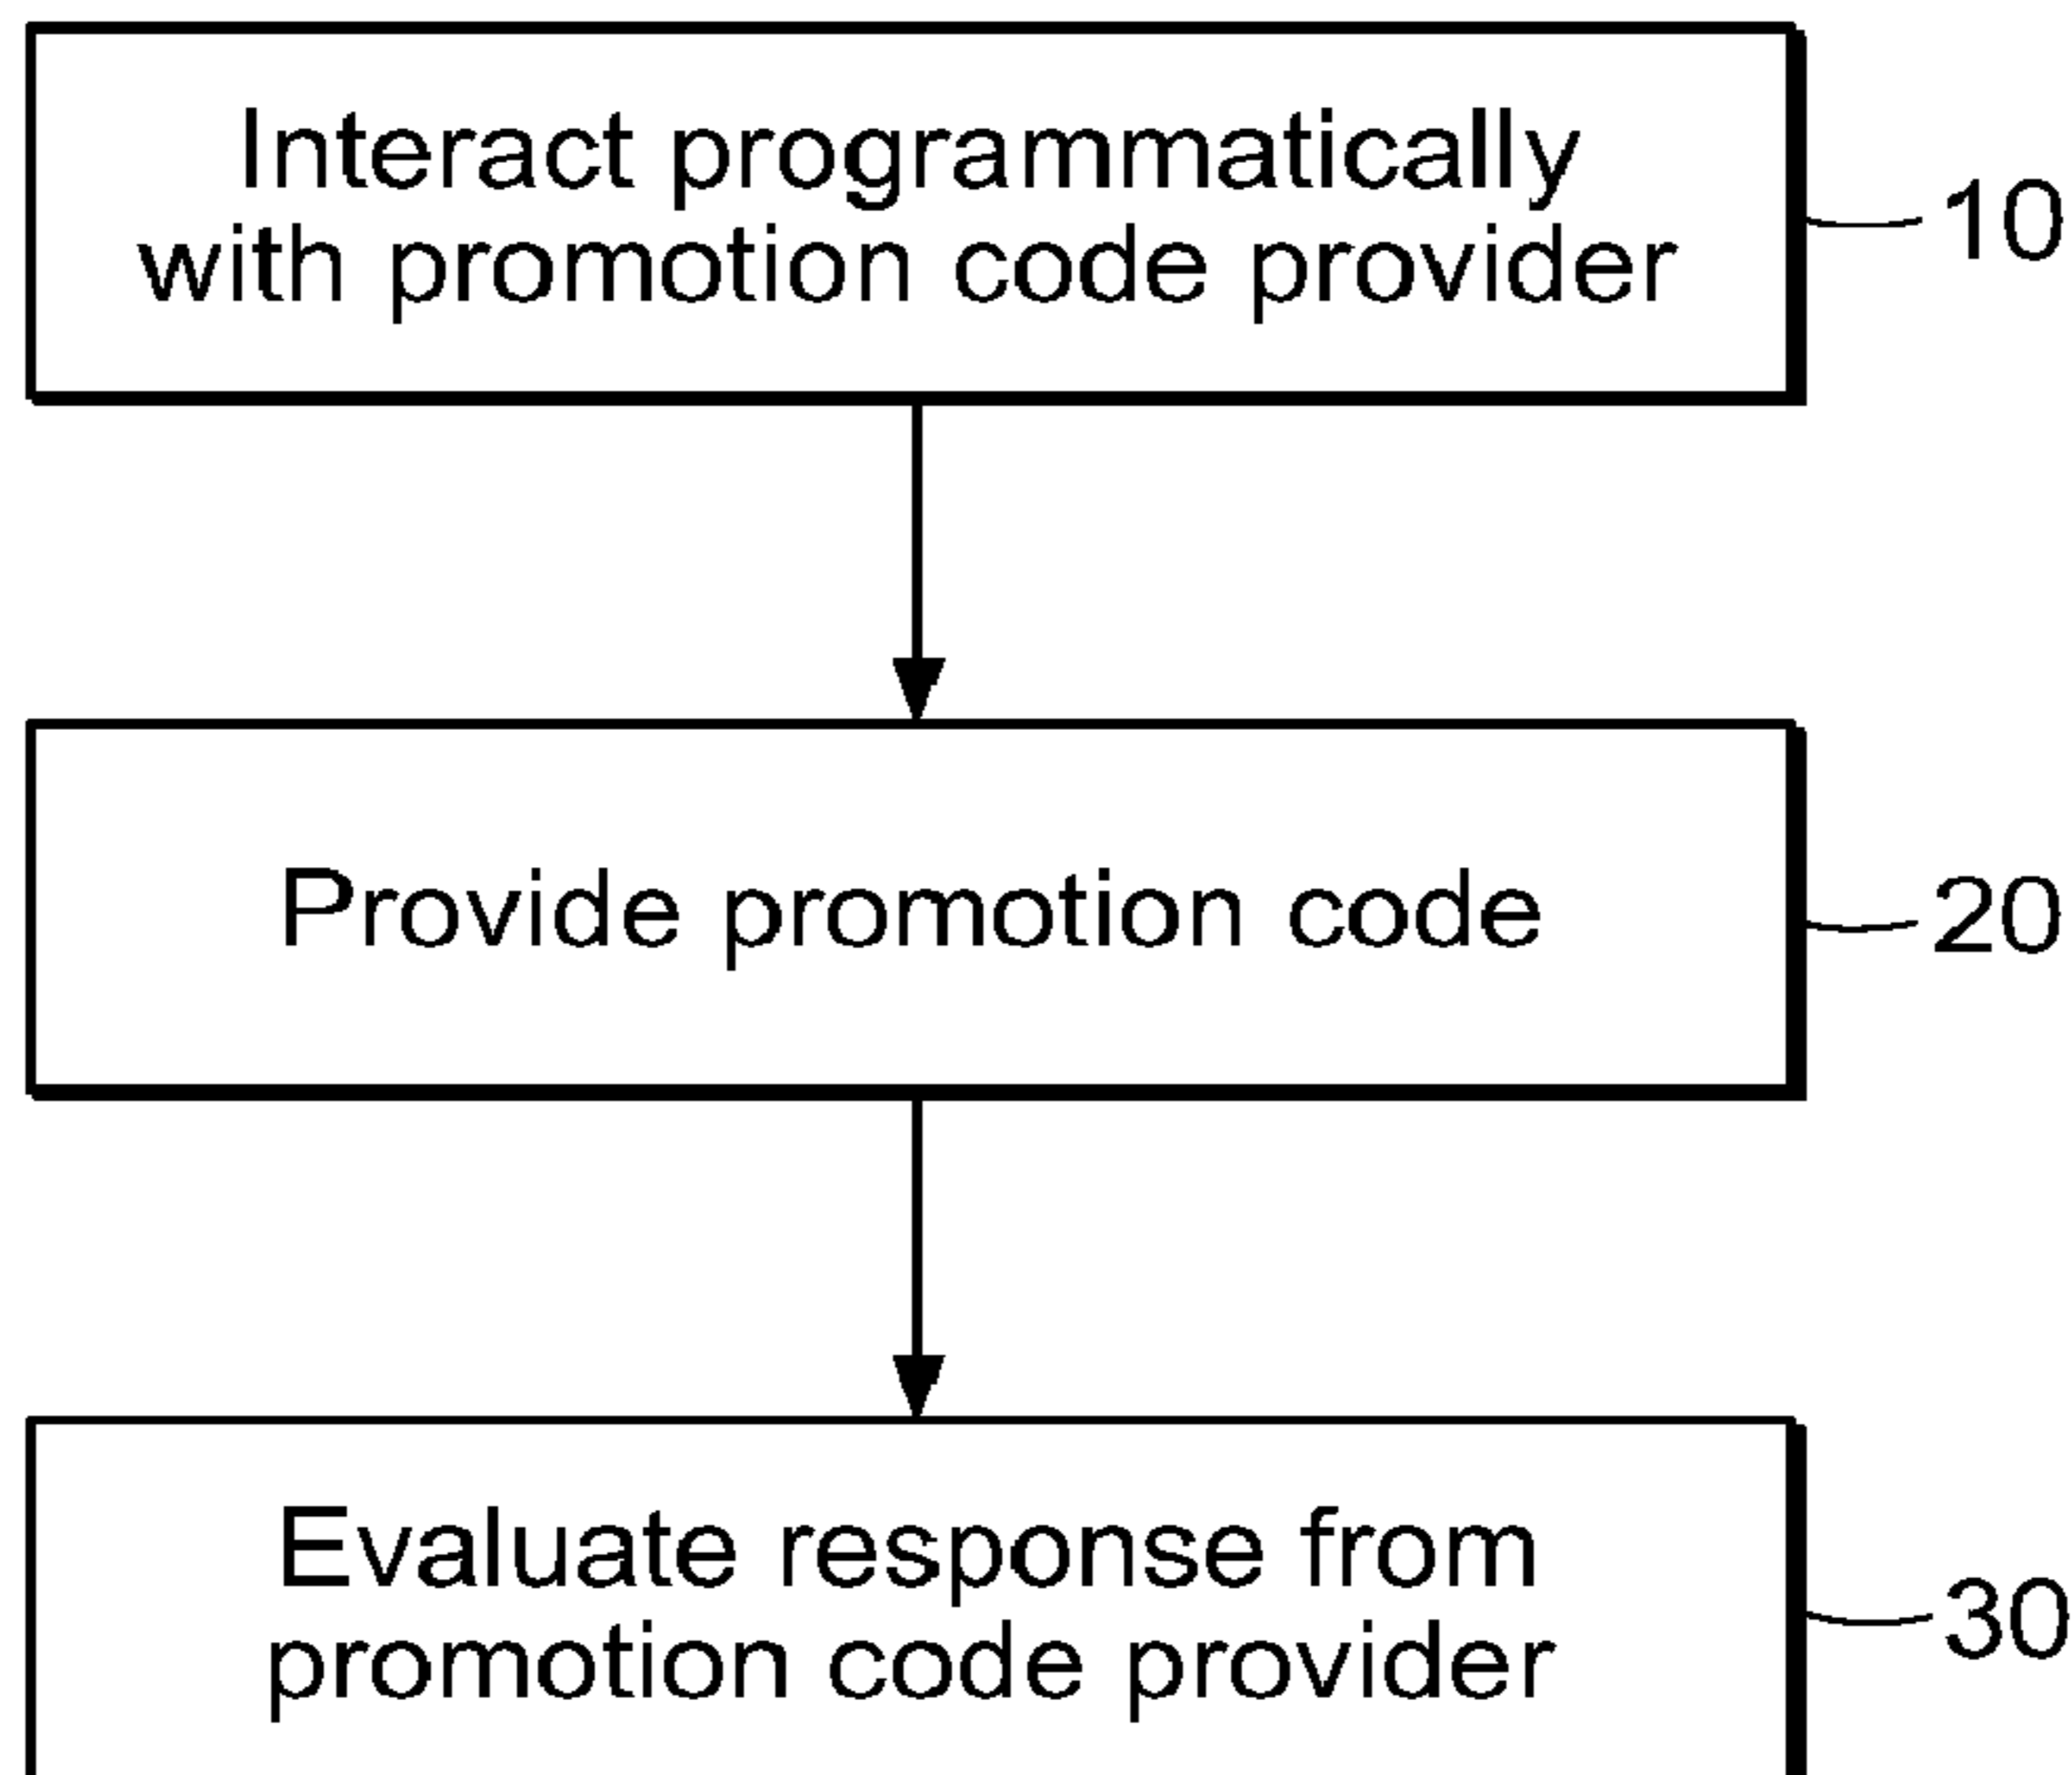 Interact programmatically
with promotion code provider
10
Provide promotion code
20
Evaluate response from
promotion code provider
30